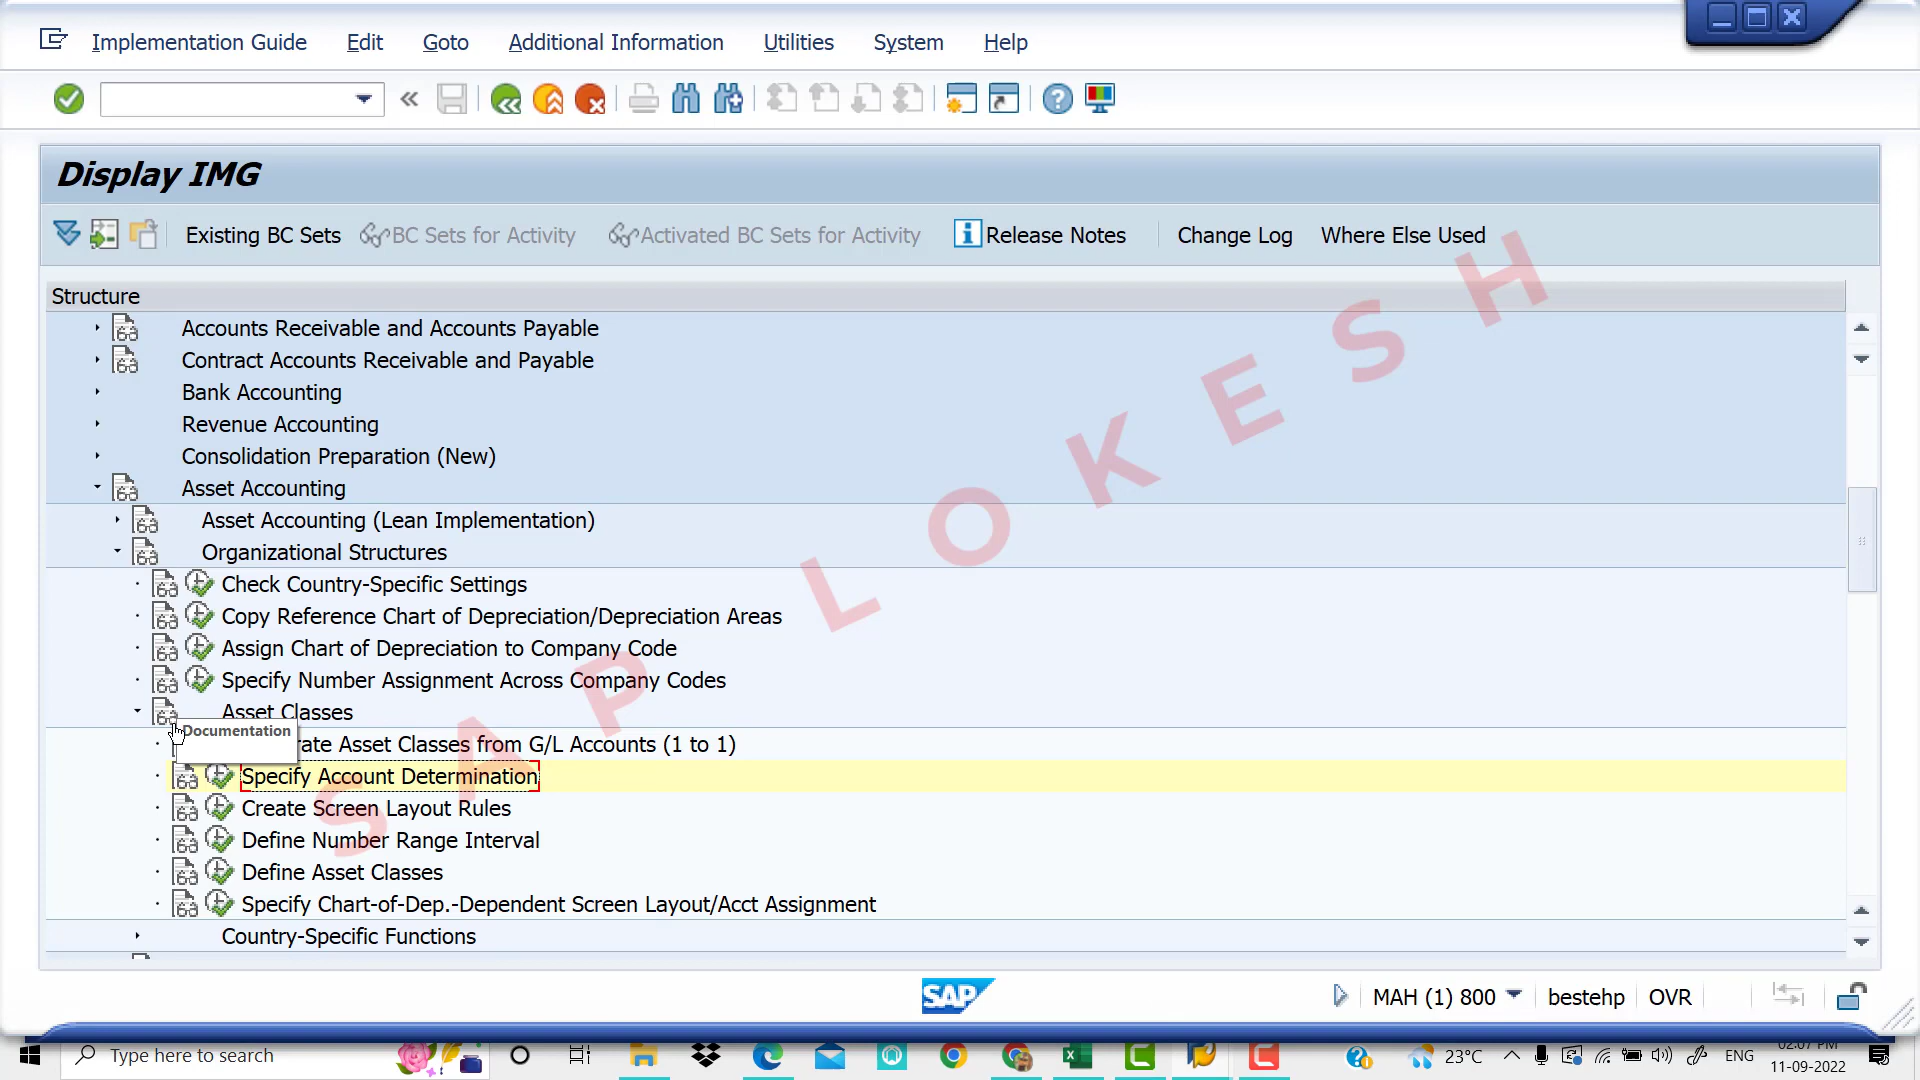 Implementation Guide Edit Goto Additional Information Utilities System Help
Display IMG
Existing BC Sets BC Sets for Activity Activated BC Sets for Activity Release Notes Change Log Where Else Used
Structure
Accounts Receivable and Accounts Payable
Contract Accounts Receivable and Payable
Bank Accounting
Revenue Accounting
Consolidation Preparation (New)
Asset Accounting
Asset Accounting (Lean Implementation)
Organizational Structures
Check Country-Specific Settings
Copy Reference Chart of Depreciation/Depreciation Areas
Assign Chart of Depreciation to Company Code
Specify Number Assignment Across Company Codes
Asset Classes
Documentation
rate Asset Classes from G/L Accounts (1 to 1)
Specify Account Determination
Create Screen Layout Rules
Define Number Range Interval
Define Asset Classes
Specify Chart-of-Dep.-Dependent Screen Layout/Acct Assignment
Country-Specific Functions
SAP LOKESH
SAP MAH (1) 800 bestehp OVR
Type here to search 23°C ENG 02:07 PM
11-09-2022